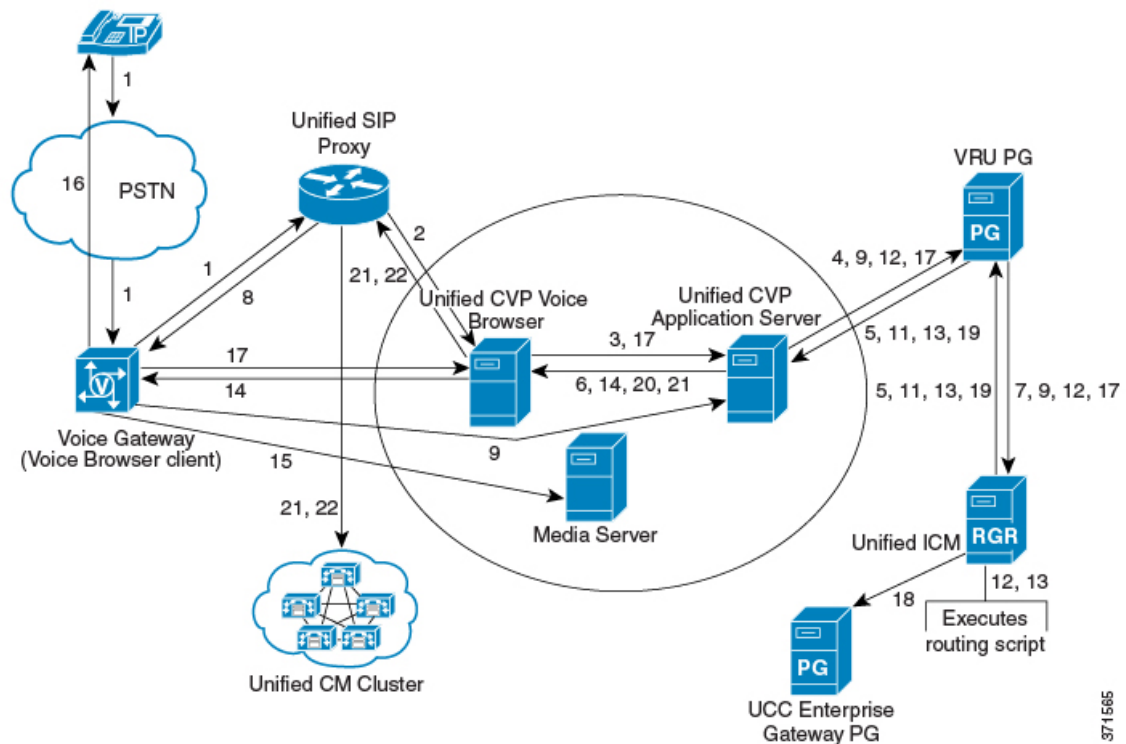 IP
1
Unified SIP
Proxy
VRU PG
16
PSTN
PG
2
1
4, 9, 12, 17
21, 22
8
Unified CVP Voice
Browser
Unified CVP
Application Server
1
5, 11, 13, 19
3, 17
17
V
6, 14, 20, 21
14
5, 11, 13, 19
7, 9, 12, 17
Voice Gateway
(Voice Browser client)
9
15
21, 22
Media Server
Unified ICM
RGR
12, 13
18
Executes
routing script
PG
Unified CM Cluster
UCC Enterprise
Gateway PG
371565